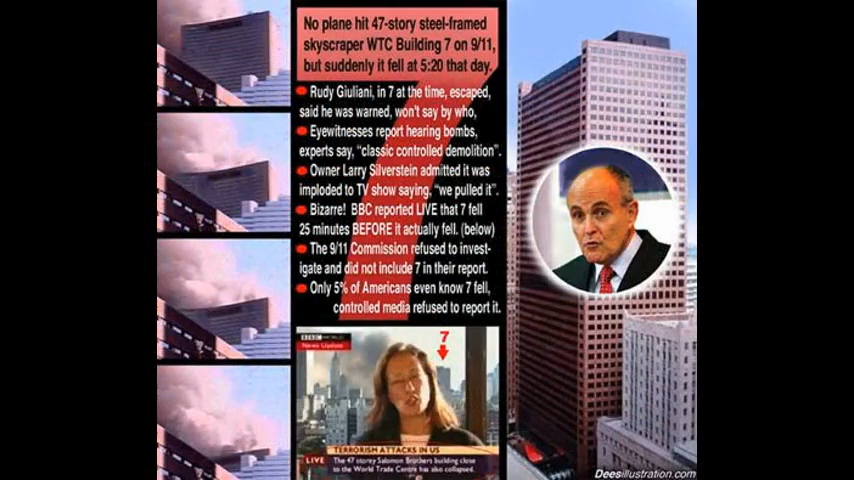 No plane hit 47-story steel-framed
skyscraper WTC Building 7 on 9/11,
but suddenly it fell at 5:20 that day.
Rudy Giuliani, in 7 at the time, escaped,
said he was warned, won't say by who,
Eyewitnesses report hearing bombs,
experts say, “classic controlled demolition”.
Owner Larry Silverstein admitted it was
imploded to TV show saying, “we pulled it”.
Bizarre! BBC reported LIVE that 7 fell
25 minutes BEFORE it actually fell. (below)
The 9/11 Commission refused to invest-
igate and did not include 7 in their report.
Only 5% of Americans even know 7 fell,
controlled media refused to report it.
BBC WORLD
News Update
7
TERRORISM ATTACKS IN US
LIVE
The 47 storey Salomon Brothers building close
to the World Trade Centre has also collapsed.
Deesillustration.com